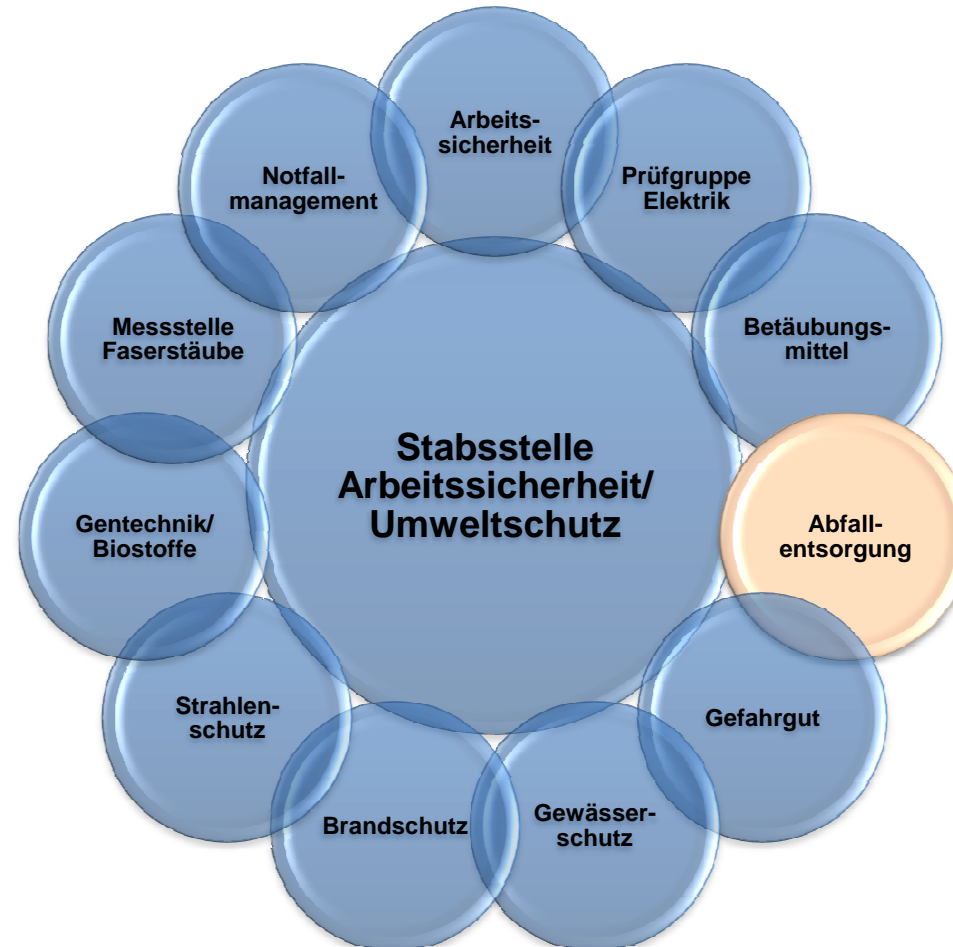 Arbeits-
sicherheit
Prüfgruppe
Elektrik
Betäubungs-
mittel
Abfall-
entsorgung
Gefahrgut
Gewässer-
schutz
Brandschutz
Strahlen-
schutz
Gentechnik/
Biostoffe
Messstelle
Faserstäube
Notfall-
management
Stabsstelle
Arbeitssicherheit/
Umweltschutz